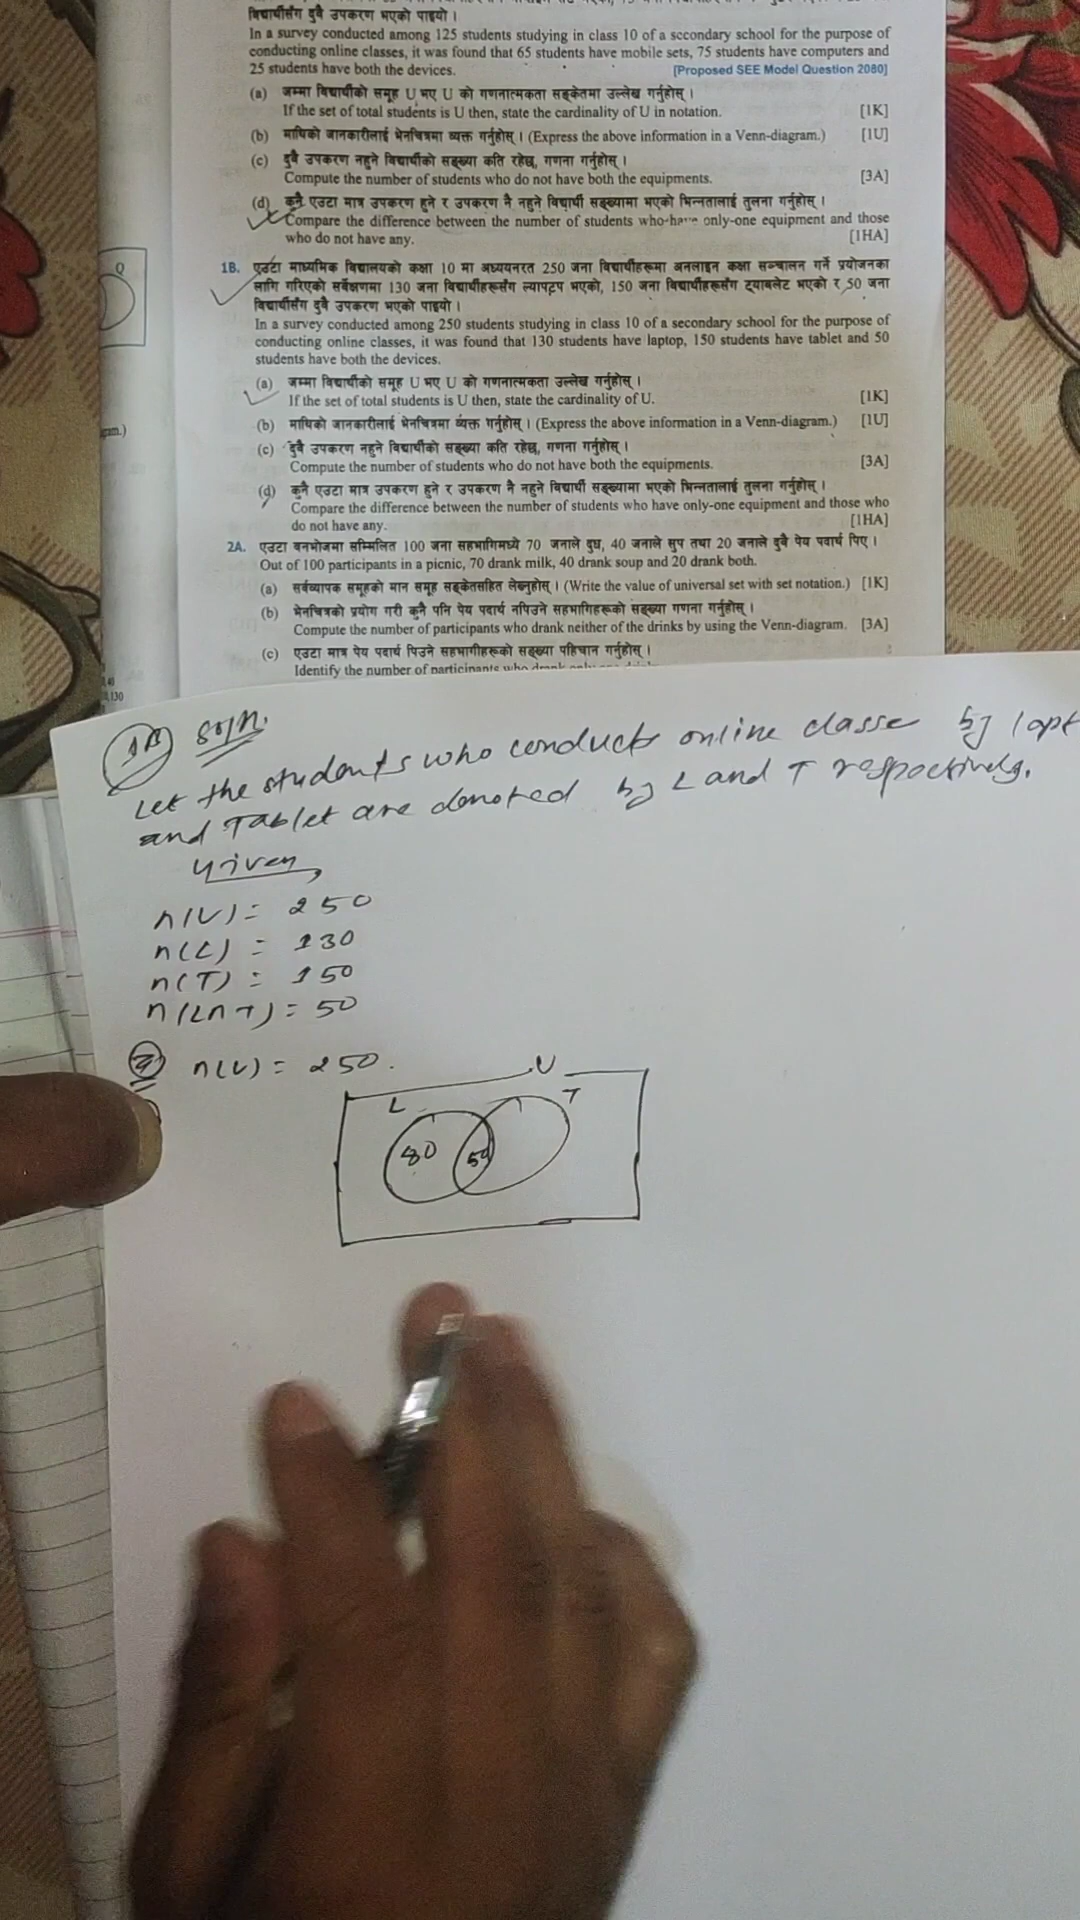 विद्यार्थीसँग दुवै उपकरण भएको पाइयो ।
In a survey conducted among 125 students studying in class 10 of a secondary school for the purpose of
conducting online classes, it was found that 65 students have mobile sets, 75 students have computers and
25 students have both the devices. [Proposed SEE Model Question 2080]
(a) जम्मा विद्यार्थीको समूह U भए U को गणनात्मकता सङ्केतमा उल्लेख गर्नुहोस् ।
If the set of total students is U then, state the cardinality of U in notation. [1K]
(b) माथिको जानकारीलाई भेनचित्रमा व्यक्त गर्नुहोस् । (Express the above information in a Venn-diagram.) [1U]
(c) दुवै उपकरण नहुने विद्यार्थीको सङ्ख्या कति रहेछ, गणना गर्नुहोस् ।
Compute the number of students who do not have both the equipments. [3A]
(d) कुनै एउटा मात्र उपकरण हुने र उपकरण नै नहुने विद्यार्थी सङ्ख्यामा भएको भिन्नतालाई तुलना गर्नुहोस् ।
Compare the difference between the number of students who have only-one equipment and those
who do not have any. [1HA]
1B. एउटा माध्यमिक विद्यालयको कक्षा 10 मा अध्ययनरत 250 जना विद्यार्थीहरूमा अनलाइन कक्षा सञ्चालन गर्ने प्रयोजनका
लागि गरिएको सर्वेक्षणमा 130 जना विद्यार्थीहरूसँग ल्यापटप भएको, 150 जना विद्यार्थीहरूसँग ट्याबलेट भएको र 50 जना
विद्यार्थीसँग दुवै उपकरण भएको पाइयो ।
In a survey conducted among 250 students studying in class 10 of a secondary school for the purpose of
conducting online classes, it was found that 130 students have laptop, 150 students have tablet and 50
students have both the devices.
(a) जम्मा विद्यार्थीको समूह U भए U को गणनात्मकता उल्लेख गर्नुहोस् ।
If the set of total students is U then, state the cardinality of U. [1K]
(b) माथिको जानकारीलाई भेनचित्रमा व्यक्त गर्नुहोस् । (Express the above information in a Venn-diagram.) [1U]
(c) दुवै उपकरण नहुने विद्यार्थीको सङ्ख्या कति रहेछ, गणना गर्नुहोस् ।
Compute the number of students who do not have both the equipments. [3A]
(d) कुनै एउटा मात्र उपकरण हुने र उपकरण नै नहुने विद्यार्थी सङ्ख्यामा भएको भिन्नतालाई तुलना गर्नुहोस् ।
Compare the difference between the number of students who have only-one equipment and those who
do not have any. [1HA]
2A. एउटा वनभोजमा सम्मिलित 100 जना सहभागिमध्ये 70 जनाले दुध, 40 जनाले सुप तथा 20 जनाले दुवै पेय पदार्थ पिए ।
Out of 100 participants in a picnic, 70 drank milk, 40 drank soup and 20 drank both.
(a) सर्वव्यापक समूहको मान समूह सङ्केतसहित लेख्नुहोस् । (Write the value of universal set with set notation.) [1K]
(b) भेनचित्रको प्रयोग गरी कुनै पनि पेय पदार्थ नपिउने सहभागिहरूको सङ्ख्या गणना गर्नुहोस् ।
Compute the number of participants who drank neither of the drinks by using the Venn-diagram. [3A]
(c) एउटा मात्र पेय पदार्थ पिउने सहभागीहरूको सङ्ख्या पहिचान गर्नुहोस् ।
Identify the number of participants who drank only one
Q
gram.)
130
1B soln.
Let the students who conducts online classe by lapt
and Tablet are denoted by L and T respectively.
Given,
n(U) = 250
n(L) = 130
n(T) = 150
n(L∩T) = 50
(a) n(U) = 250.
U
L T
80 50